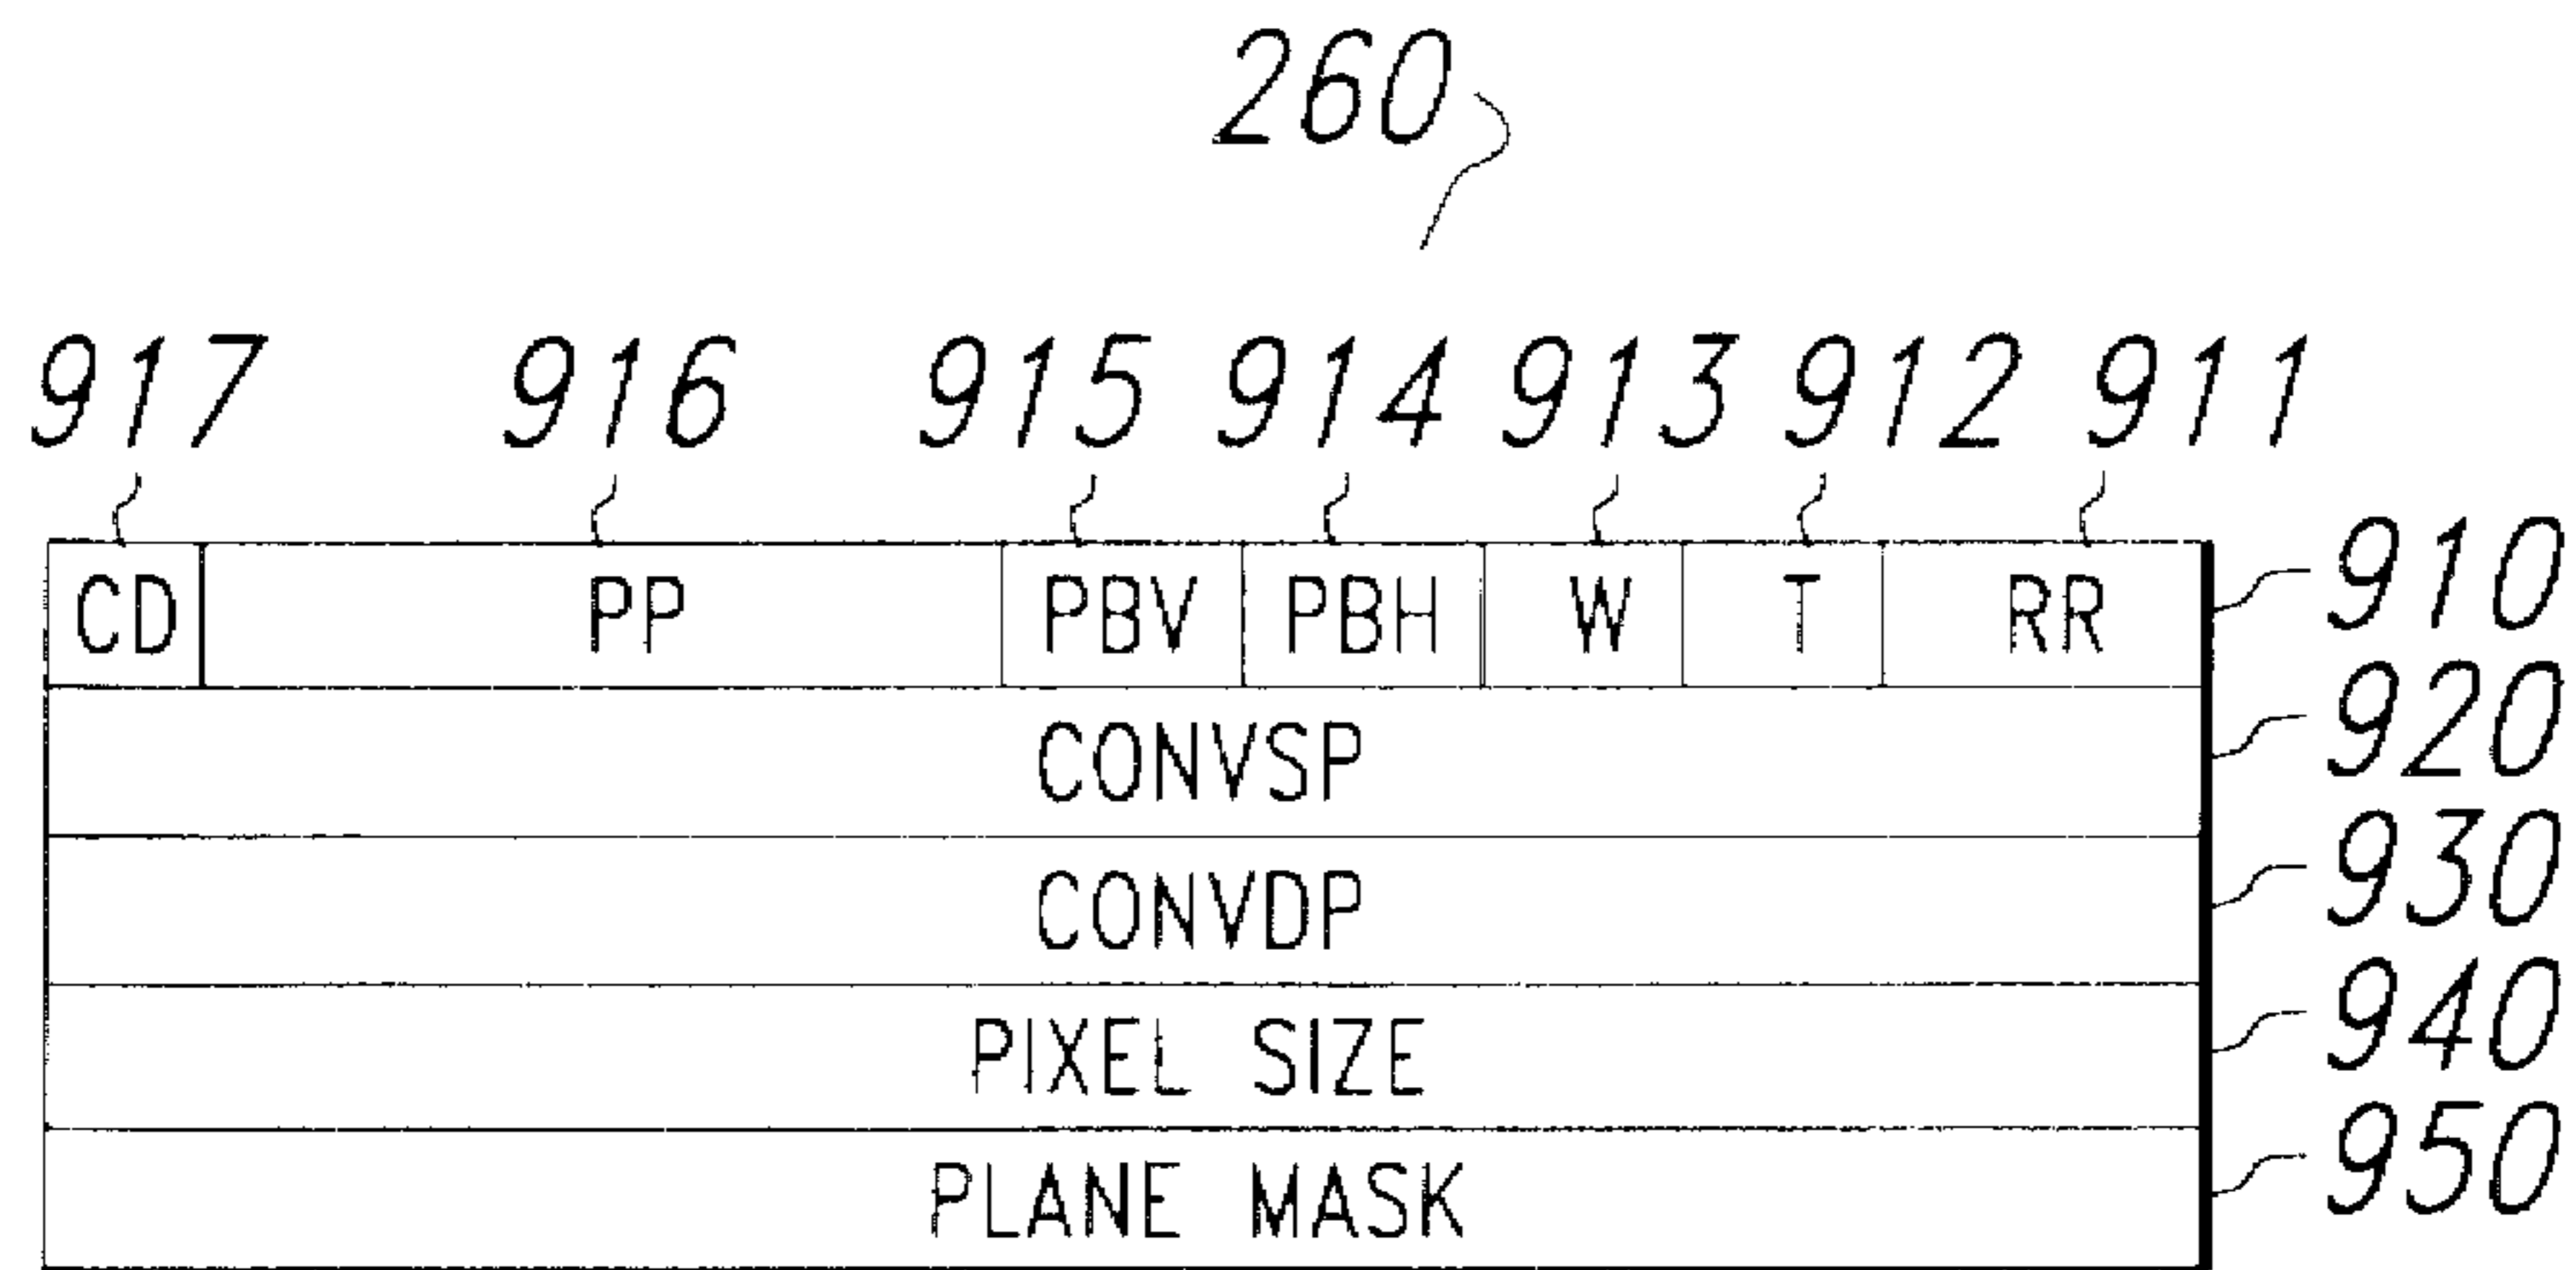 260
917 916 915 914 913 912 911
CD PP PBV PBH W T RR 910
CONVSP 920
CONVDP 930
PIXEL SIZE 940
PLANE MASK 950